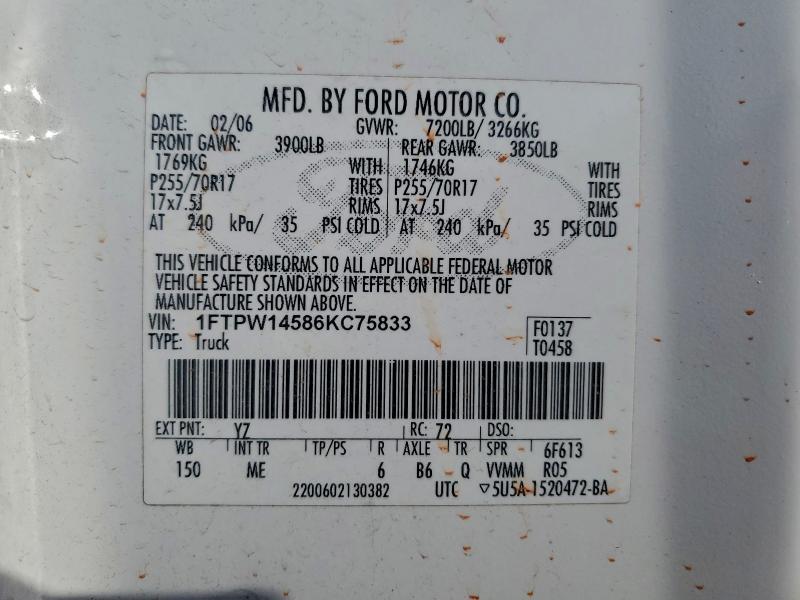 MFD. BY FORD MOTOR CO.
DATE: 02/06 GVWR: 7200LB/ 3266KG
FRONT GAWR: 3900LB REAR GAWR: 3850LB
1769KG WITH 1746KG WITH
P255/70R17 TIRES P255/70R17 TIRES
17x7.5J RIMS 17x7.5J RIMS
AT 240 kPa/ 35 PSI COLD AT 240 kPa/ 35 PSI COLD
Ford
THIS VEHICLE CONFORMS TO ALL APPLICABLE FEDERAL MOTOR
VEHICLE SAFETY STANDARDS IN EFFECT ON THE DATE OF
MANUFACTURE SHOWN ABOVE.
VIN: 1FTPW14586KC75833 F0137
TYPE: Truck T0458
EXT PNT: YZ RC: 72 DSO:
WB INT TR TP/PS R AXLE TR SPR 6F613
150 ME 6 B6 Q VVMM R05
2200602130382 UTC ▽5U5A-1520472-BA